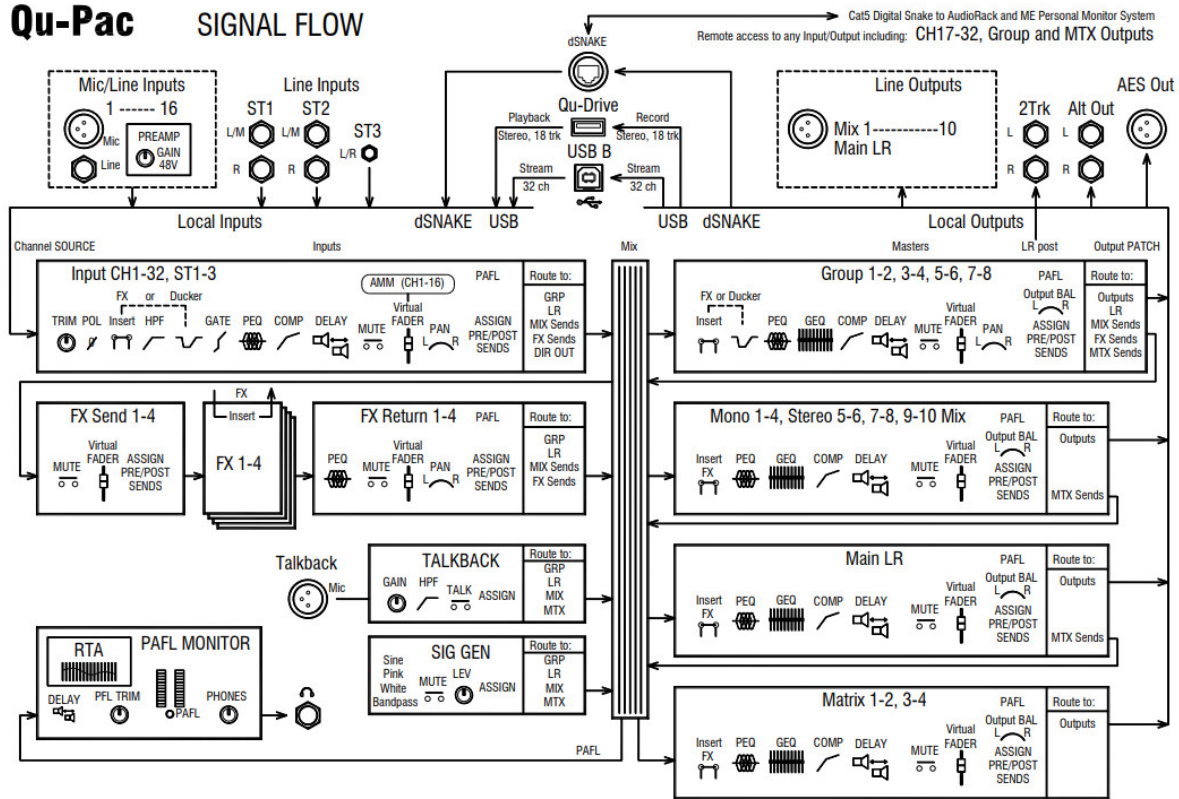 Qu-Pac SIGNAL FLOW
Cat5 Digital Snake to AudioRack and ME Personal Monitor System
Remote access to any Input/Output including: CH17-32, Group and MTX Outputs
dSNAKE
Mic/Line Inputs
1 ------ 16
Mic
Line
PREAMP
GAIN
48V
Line Inputs
ST1 ST2
L/M L/M
R R
ST3
L/R
Qu-Drive
Playback Record
Stereo, 18 trk Stereo, 18 trk
USB B
Stream Stream
32 ch 32 ch
Line Outputs
Mix 1-----------10
Main LR
2Trk Alt Out
L L
R R
AES Out
Local Inputs dSNAKE USB
USB dSNAKE Local Outputs
Channel SOURCE Inputs Mix Masters LR post Output PATCH
Input CH1-32, ST1-3
AMM (CH1-16)
PAFL
FX or Ducker
TRIM POL Insert HPF GATE PEQ COMP DELAY MUTE
Virtual
FADER
PAN
L R
ASSIGN
PRE/POST
SENDS
Route to:
GRP
LR
MIX Sends
FX Sends
DIR OUT
Group 1-2, 3-4, 5-6, 7-8
PAFL
Output BAL
L R
FX or Ducker
Insert PEQ GEQ COMP DELAY MUTE
Virtual
FADER
PAN
L R
ASSIGN
PRE/POST
SENDS
Route to:
Outputs
LR
MIX Sends
FX Sends
MTX Sends
FX Send 1-4
MUTE
Virtual
FADER
ASSIGN
PRE/POST
SENDS
FX
Insert
FX 1-4
FX Return 1-4
PAFL
PEQ MUTE
Virtual
FADER
PAN
L R
ASSIGN
PRE/POST
SENDS
Route to:
GRP
LR
MIX Sends
FX Sends
Mono 1-4, Stereo 5-6, 7-8, 9-10 Mix
PAFL
Output BAL
L R
Insert
FX
PEQ GEQ COMP DELAY MUTE
Virtual
FADER
ASSIGN
PRE/POST
SENDS
Route to:
Outputs
MTX Sends
Talkback
Mic
TALKBACK
GAIN HPF TALK ASSIGN
Route to:
GRP
LR
MIX
MTX
Main LR
PAFL
Output BAL
L R
Insert
FX
PEQ GEQ COMP DELAY MUTE
Virtual
FADER
ASSIGN
PRE/POST
SENDS
Route to:
Outputs
MTX Sends
RTA
PAFL MONITOR
DELAY PFL TRIM PAFL PHONES
SIG GEN
Sine
Pink
White
Bandpass
MUTE LEV ASSIGN
Route to:
GRP
LR
MIX
MTX
PAFL
Matrix 1-2, 3-4
PAFL
Output BAL
L R
Insert
FX
PEQ GEQ COMP DELAY MUTE
Virtual
FADER
ASSIGN
PRE/POST
SENDS
Route to:
Outputs